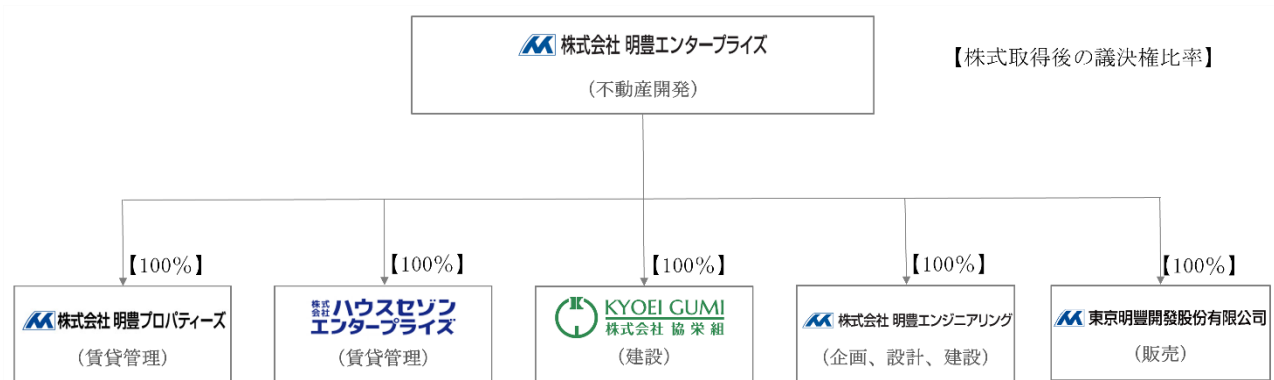 株式会社 明豊エンタープライズ
(不動産開発)
【株式取得後の議決権比率】
【100%】
【100%】
【100%】
【100%】
【100%】
株式会社 明豊プロパティーズ
(賃貸管理)
株式会社 ハウスセゾン
エンタープライズ
(賃貸管理)
KYOEI GUMI
株式会社 協栄組
(建設)
株式会社 明豊エンジニアリング
(企画、設計、建設)
東京明豐開發股份有限公司
(販売)